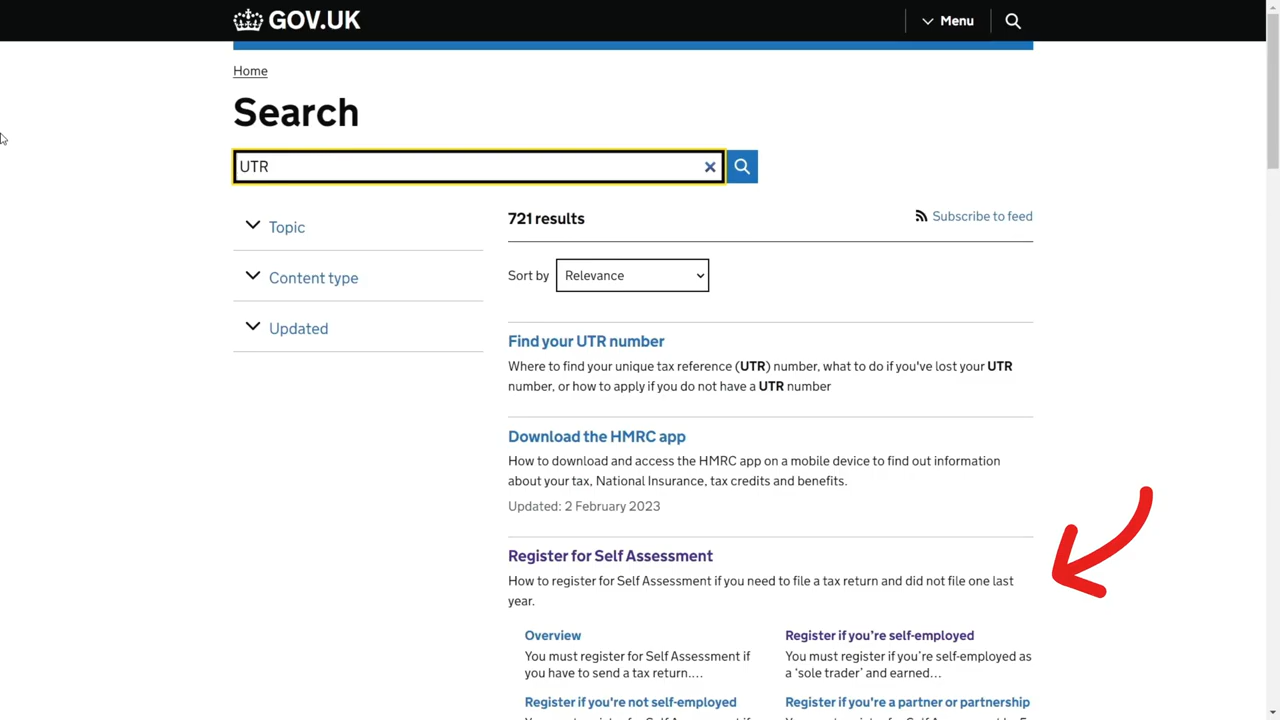 GOV.UK
Menu
Home
Search
UTR
Topic
Content type
Updated
721 results
Subscribe to feed
Sort by Relevance
Find your UTR number
Where to find your unique tax reference (UTR) number, what to do if you've lost your UTR
number, or how to apply if you do not have a UTR number
Download the HMRC app
How to download and access the HMRC app on a mobile device to find out information
about your tax, National Insurance, tax credits and benefits.
Updated: 2 February 2023
Register for Self Assessment
How to register for Self Assessment if you need to file a tax return and did not file one last
year.
Overview
You must register for Self Assessment if
you have to send a tax return.…
Register if you’re self-employed
You must register if you’re self-employed as
a ‘sole trader’ and earned…
Register if you're not self-employed
Register if you're a partner or partnership